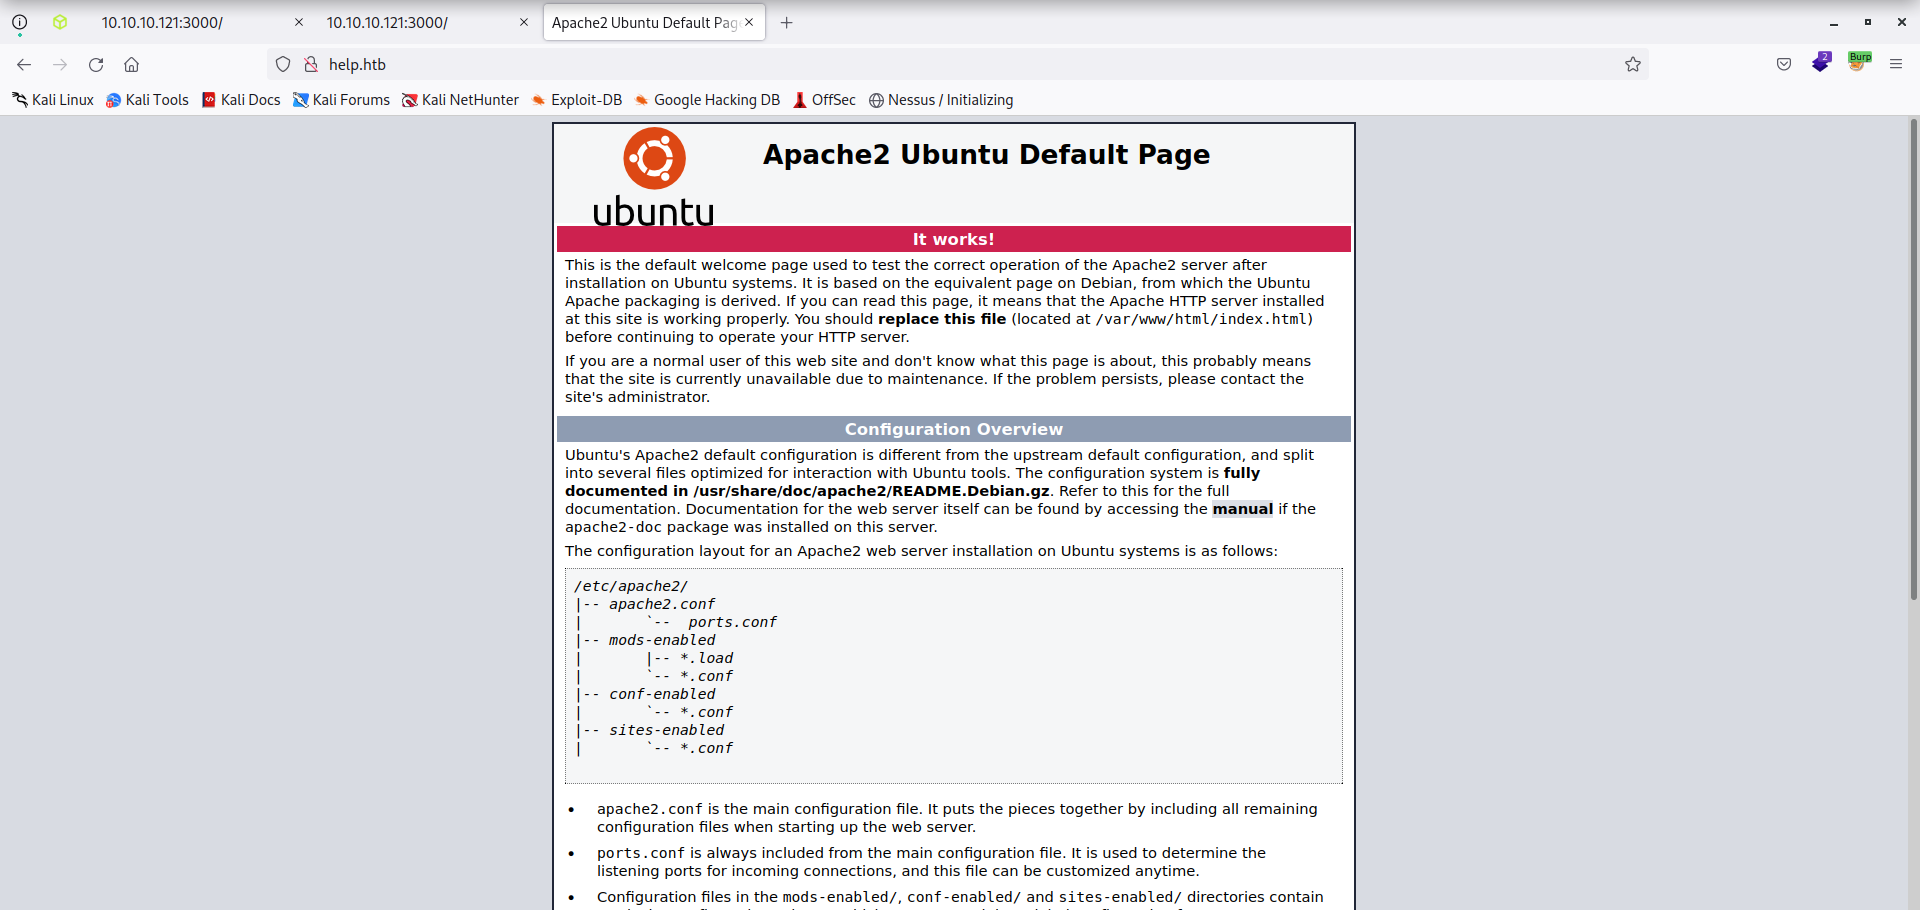 10.10.10.121:3000/
10.10.10.121:3000/
Apache2 Ubuntu Default Pag
help.htb
2
Burp
Kali Linux
Kali Tools
Kali Docs
Kali Forums
Kali NetHunter
Exploit-DB
Google Hacking DB
OffSec
Nessus / Initializing
ubuntu
Apache2 Ubuntu Default Page
It works!
This is the default welcome page used to test the correct operation of the Apache2 server after
installation on Ubuntu systems. It is based on the equivalent page on Debian, from which the Ubuntu
Apache packaging is derived. If you can read this page, it means that the Apache HTTP server installed
at this site is working properly. You should replace this file (located at /var/www/html/index.html)
before continuing to operate your HTTP server.
If you are a normal user of this web site and don't know what this page is about, this probably means
that the site is currently unavailable due to maintenance. If the problem persists, please contact the
site's administrator.
Configuration Overview
Ubuntu's Apache2 default configuration is different from the upstream default configuration, and split
into several files optimized for interaction with Ubuntu tools. The configuration system is fully
documented in /usr/share/doc/apache2/README.Debian.gz. Refer to this for the full
documentation. Documentation for the web server itself can be found by accessing the manual if the
apache2-doc package was installed on this server.
The configuration layout for an Apache2 web server installation on Ubuntu systems is as follows:
/etc/apache2/
|-- apache2.conf
|       `--  ports.conf
|-- mods-enabled
|       |-- *.load
|       `-- *.conf
|-- conf-enabled
|       `-- *.conf
|-- sites-enabled
|       `-- *.conf
• apache2.conf is the main configuration file. It puts the pieces together by including all remaining
configuration files when starting up the web server.
• ports.conf is always included from the main configuration file. It is used to determine the
listening ports for incoming connections, and this file can be customized anytime.
• Configuration files in the mods-enabled/, conf-enabled/ and sites-enabled/ directories contain